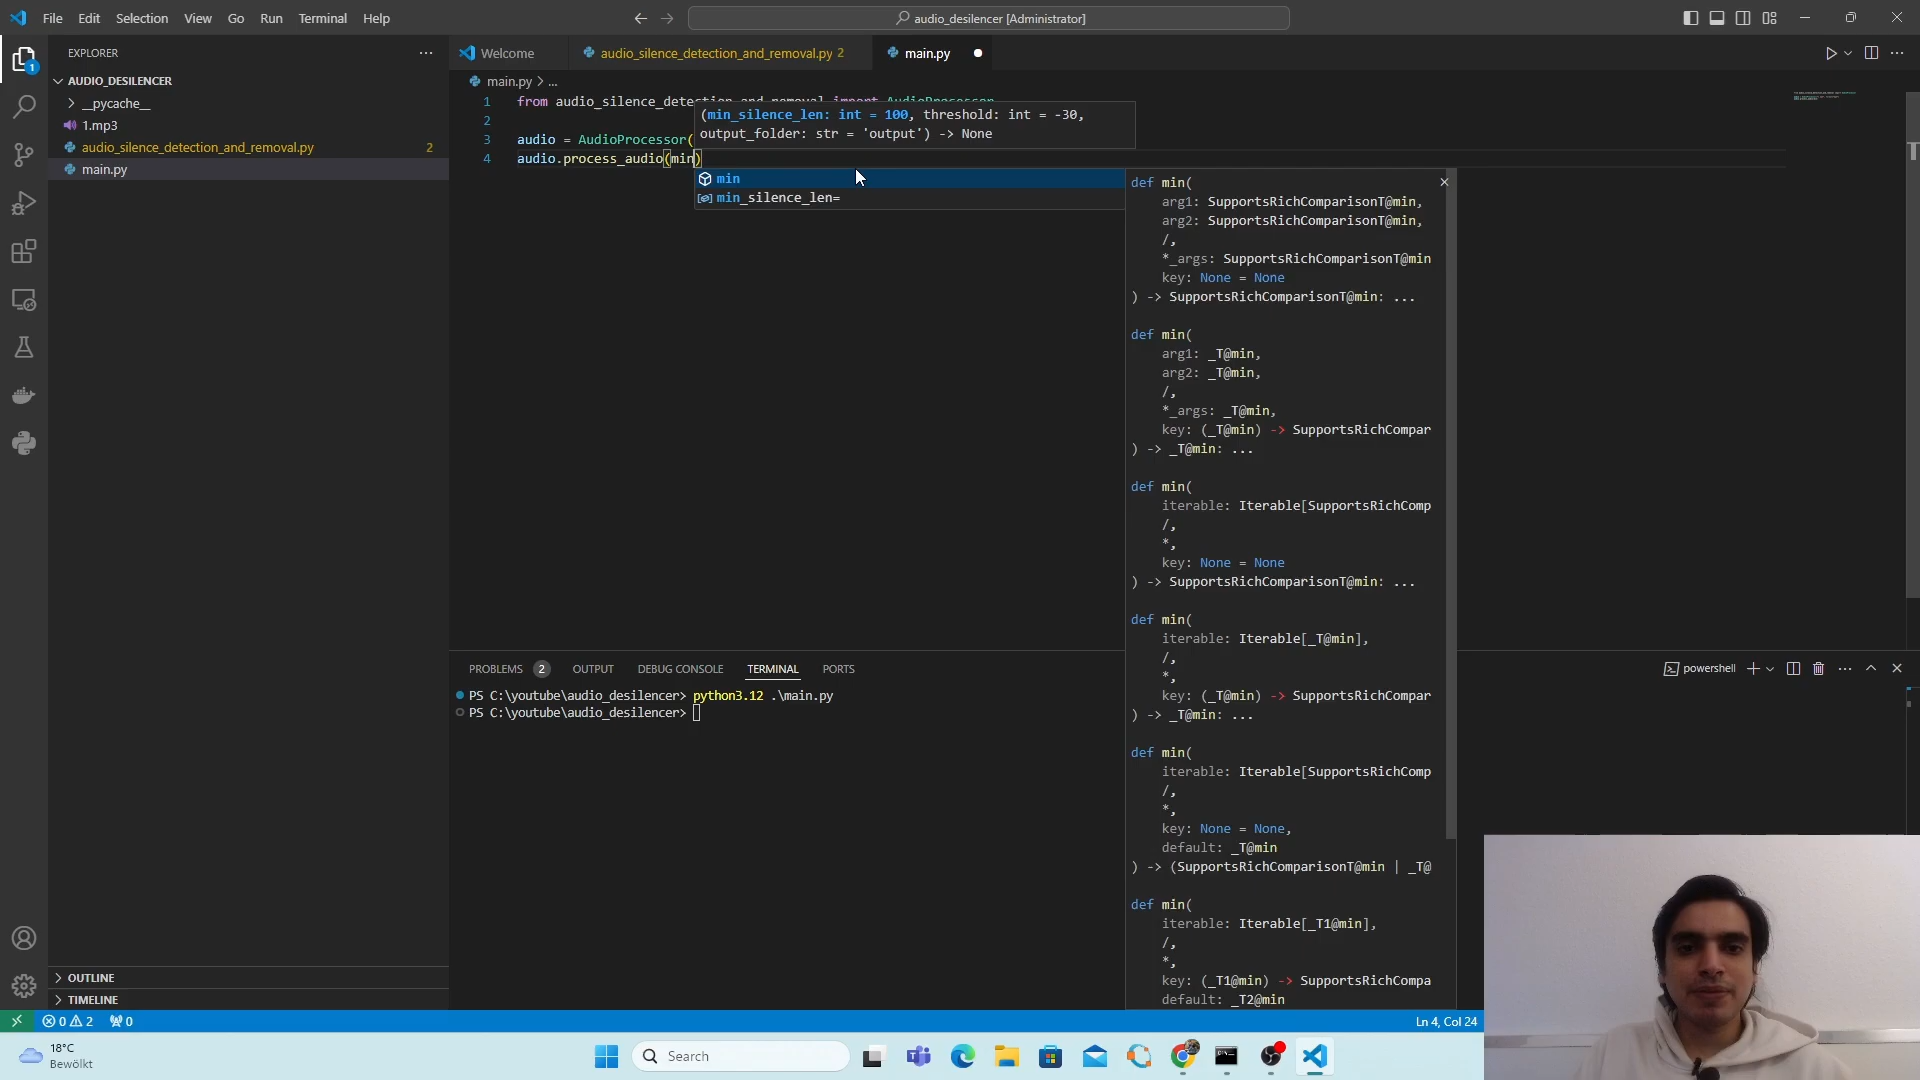 File Edit Selection View Go Run Terminal Help
audio_desilencer [Administrator]
EXPLORER
Welcome
audio_silence_detection_and_removal.py 2
main.py
AUDIO_DESILENCER
main.py > ...
__pycache__
1.mp3
audio_silence_detection_and_removal.py 2
main.py
1
1 from audio_silence_detection_and_removal import AudioProcessor
2
3 audio = AudioProcessor(
4 audio.process_audio(min)
(min_silence_len: int = 100, threshold: int = -30,
output_folder: str = 'output') -> None
min
min_silence_len=
def min(
arg1: SupportsRichComparisonT@min,
arg2: SupportsRichComparisonT@min,
/,
*_args: SupportsRichComparisonT@min
key: None = None
) -> SupportsRichComparisonT@min: ...
def min(
arg1: _T@min,
arg2: _T@min,
/,
*_args: _T@min,
key: (_T@min) -> SupportsRichCompar
) -> _T@min: ...
def min(
iterable: Iterable[SupportsRichComp
/,
*,
key: None = None
) -> SupportsRichComparisonT@min: ...
def min(
iterable: Iterable[_T@min],
/,
*,
key: (_T@min) -> SupportsRichCompar
) -> _T@min: ...
def min(
iterable: Iterable[SupportsRichComp
/,
*,
key: None = None,
default: _T@min
) -> (SupportsRichComparisonT@min | _T@
def min(
iterable: Iterable[_T1@min],
/,
*,
key: (_T1@min) -> SupportsRichCompa
default: _T2@min
PROBLEMS 2 OUTPUT DEBUG CONSOLE TERMINAL PORTS
powershell
PS C:\youtube\audio_desilencer> python3.12 .\main.py
PS C:\youtube\audio_desilencer>
OUTLINE
TIMELINE
0 2 0
Ln 4, Col 24
18°C
Bewölkt
Search